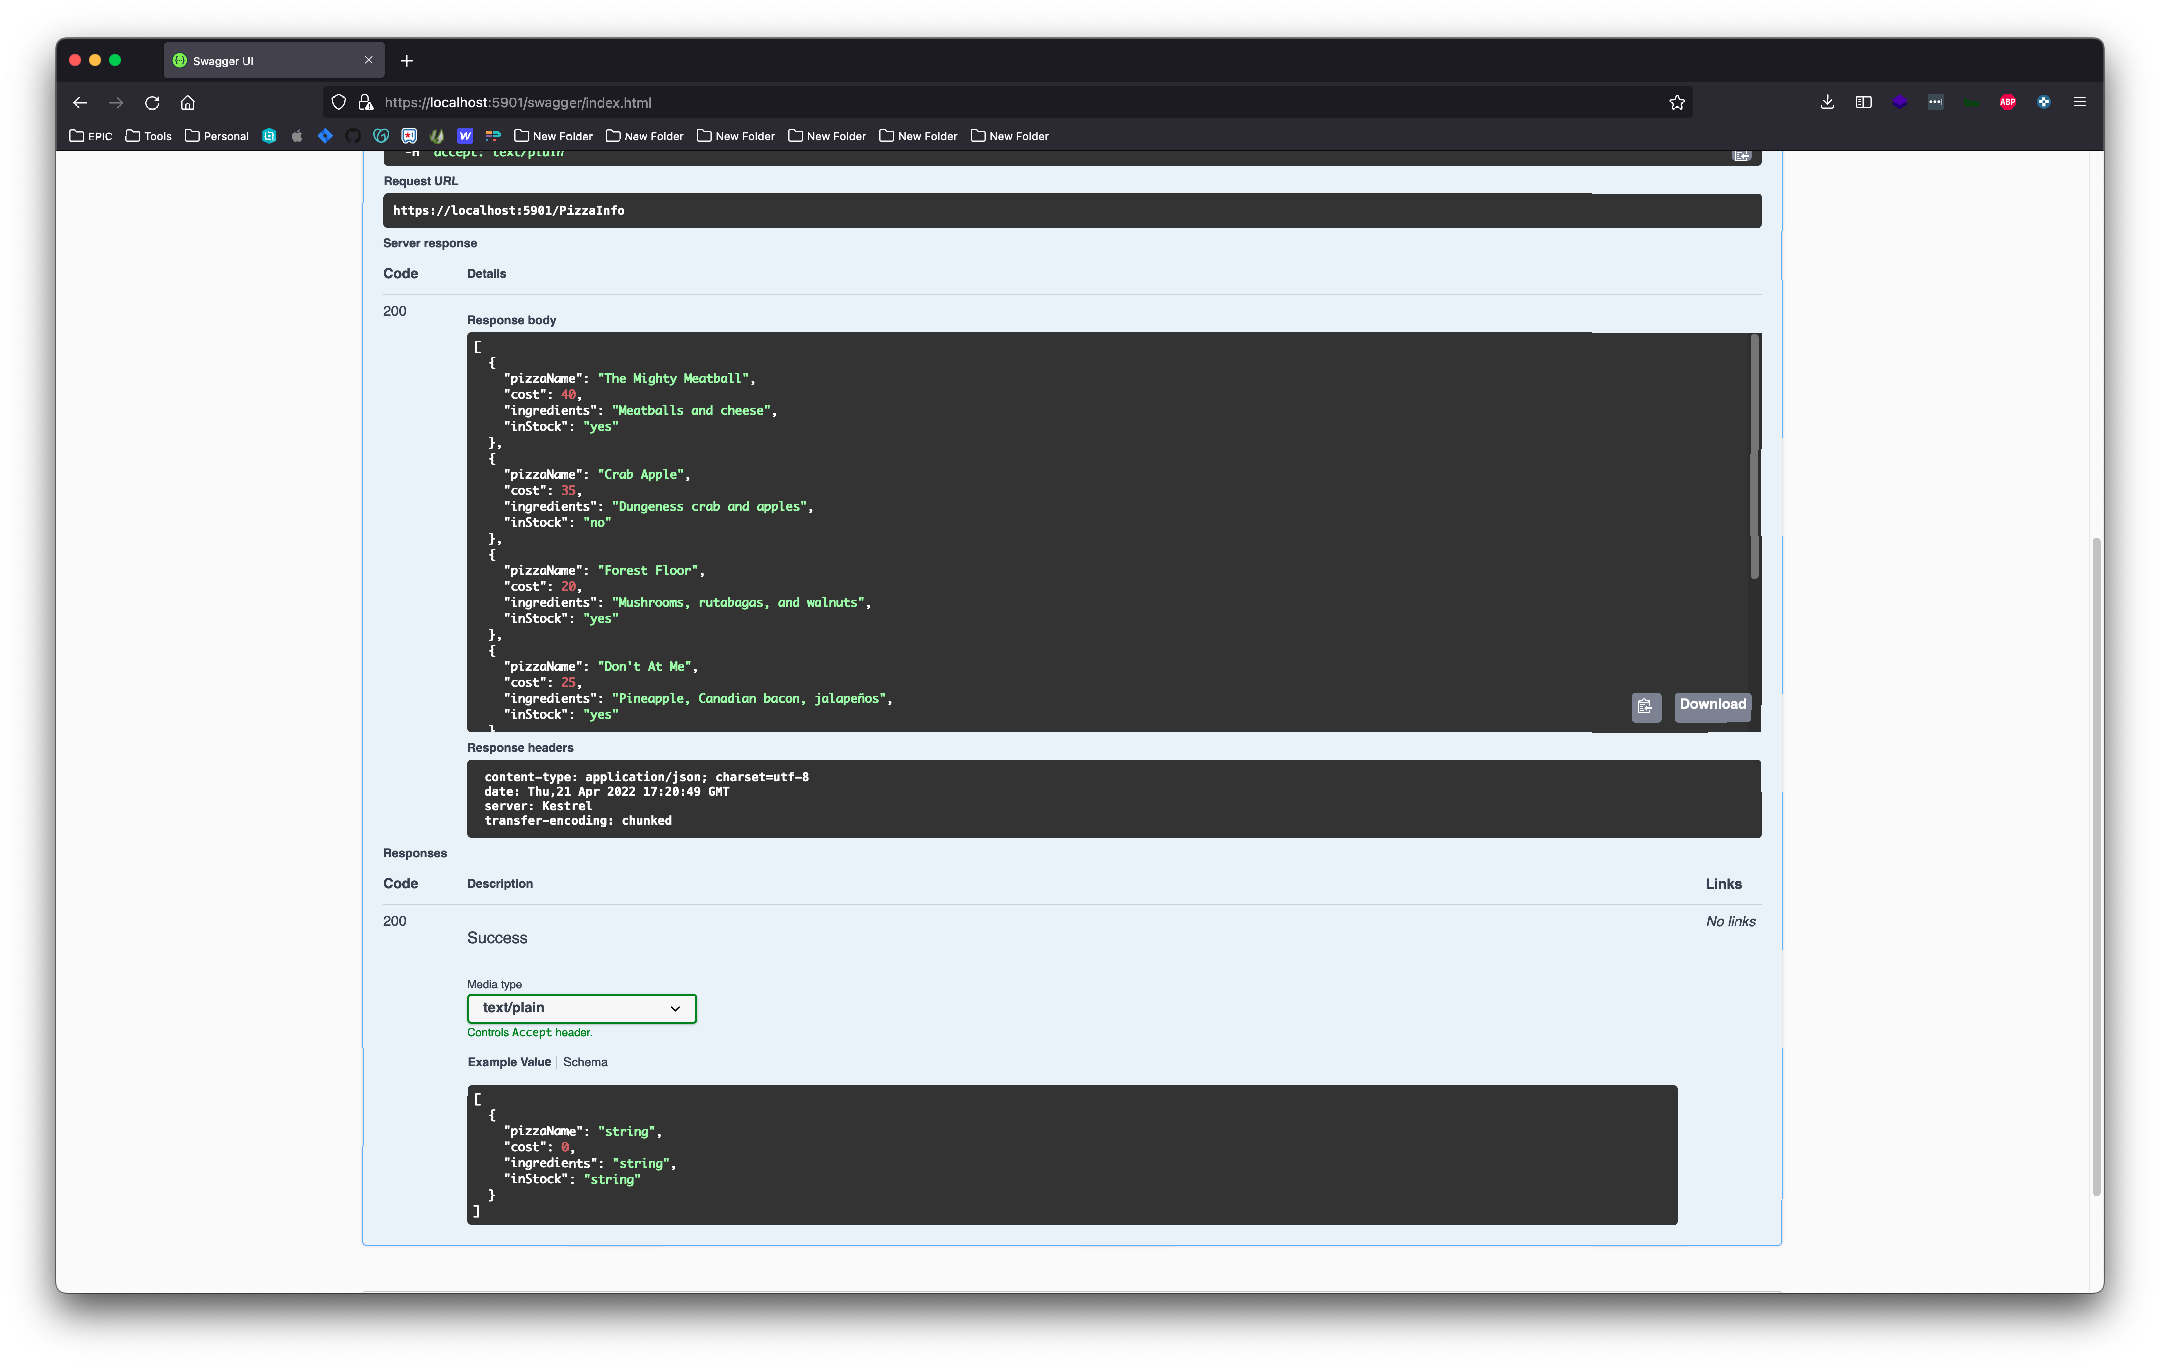 Swagger UI
https://localhost:5901/swagger/index.html
ABP
EPIC Tools Personal New Folder New Folder New Folder New Folder New Folder New Folder
-H 'accept: text/plain'
Request URL
https://localhost:5901/PizzaInfo
Server response
Code Details
200
Response body
[
{
"pizzaName": "The Mighty Meatball",
"cost": 40,
"ingredients": "Meatballs and cheese",
"inStock": "yes"
},
{
"pizzaName": "Crab Apple",
"cost": 35,
"ingredients": "Dungeness crab and apples",
"inStock": "no"
},
{
"pizzaName": "Forest Floor",
"cost": 20,
"ingredients": "Mushrooms, rutabagas, and walnuts",
"inStock": "yes"
},
{
"pizzaName": "Don't At Me",
"cost": 25,
"ingredients": "Pineapple, Canadian bacon, jalapeños",
"inStock": "yes"
}
Download
Response headers
content-type: application/json; charset=utf-8
date: Thu,21 Apr 2022 17:20:49 GMT
server: Kestrel
transfer-encoding: chunked
Responses
Code Description Links
200 No links
Success
Media type
text/plain
Controls Accept header.
Example Value Schema
[
{
"pizzaName": "string",
"cost": 0,
"ingredients": "string",
"inStock": "string"
}
]